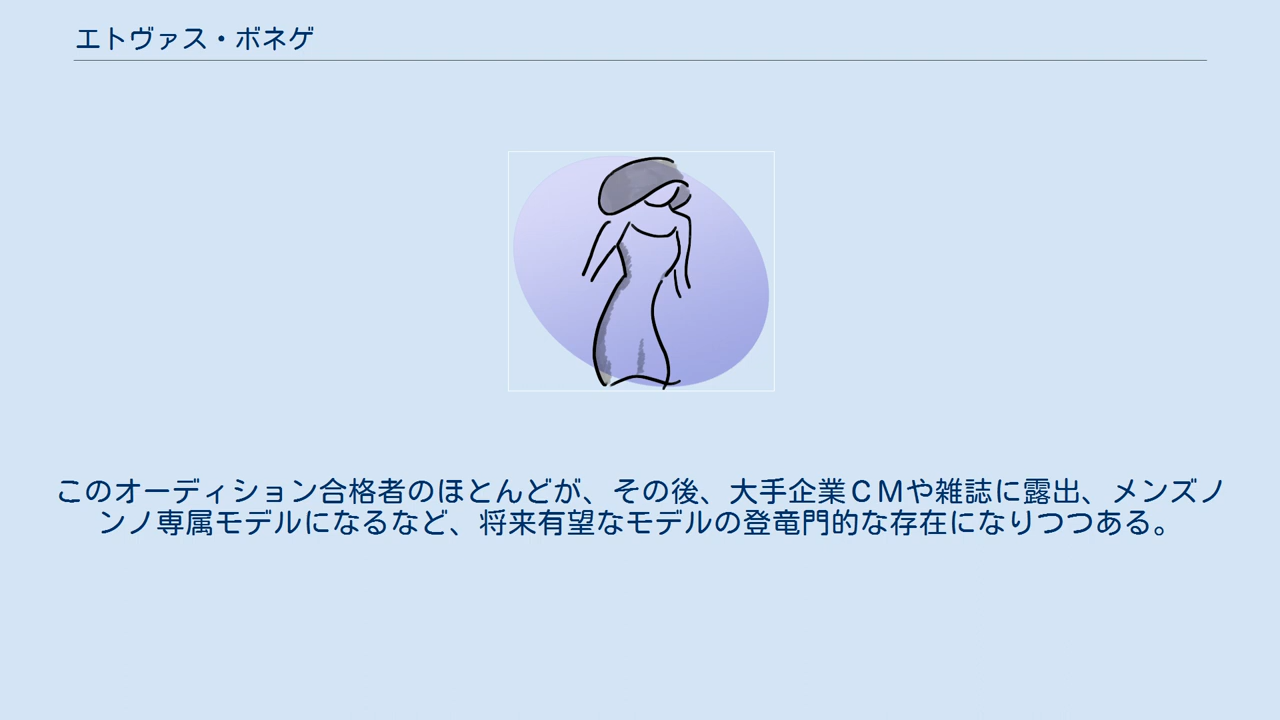 エトヴァス・ボネゲ
このオーディション合格者のほとんどが、その後、大手企業ＣＭや雑誌に露出、メンズノ
ンノ専属モデルになるなど、将来有望なモデルの登竜門的な存在になりつつある。